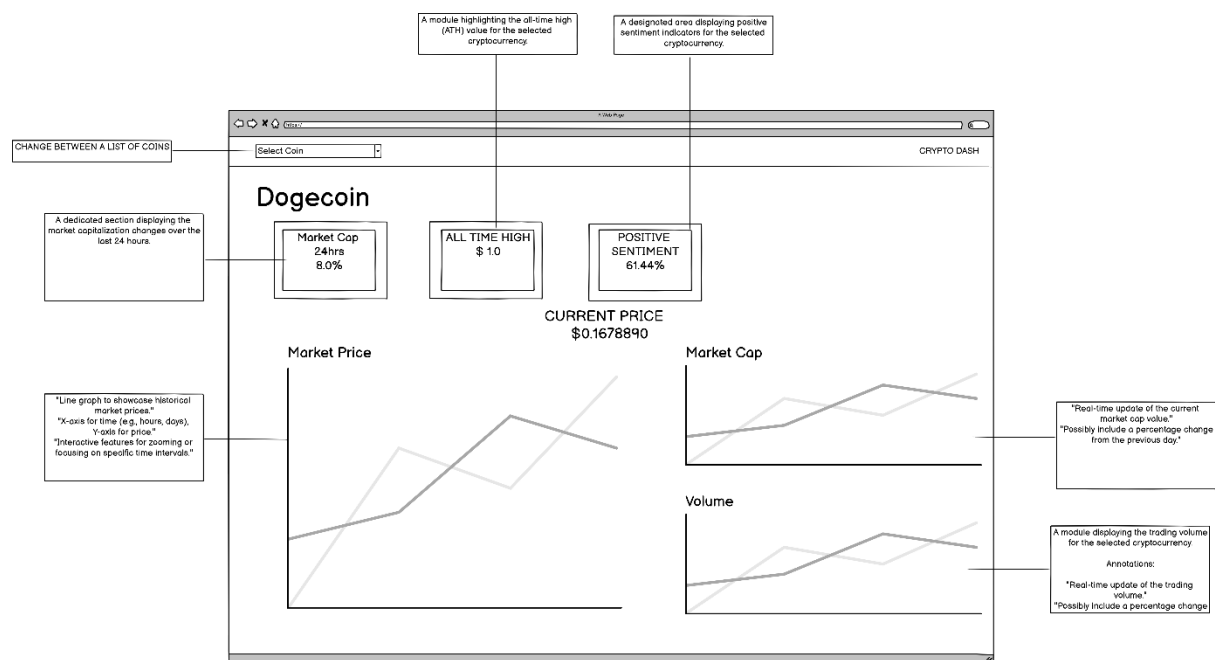 A module highlighting the all-time high
(ATH) value for the selected
cryptocurrency.
A designated area displaying positive
sentiment indicators for the selected
cryptocurrency.
A Web Page
https://
CHANGE BETWEEN A LIST OF COINS
Select Coin
CRYPTO DASH
Dogecoin
A dedicated section displaying the
market capitalization changes over the
last 24 hours.
Market Cap
24hrs
8.0%
ALL TIME HIGH
$ 1.0
POSITIVE
SENTIMENT
61.44%
CURRENT PRICE
$0.1678890
Market Price
Market Cap
"Line graph to showcase historical
market prices."
"X-axis for time (e.g., hours, days),
Y-axis for price."
"Interactive features for zooming or
focusing on specific time intervals."
"Real-time update of the current
market cap value."
"Possibly include a percentage change
from the previous day."
Volume
A module displaying the trading volume
for the selected cryptocurrency
Annotations:
"Real-time update of the trading
volume."
"Possibly include a percentage change